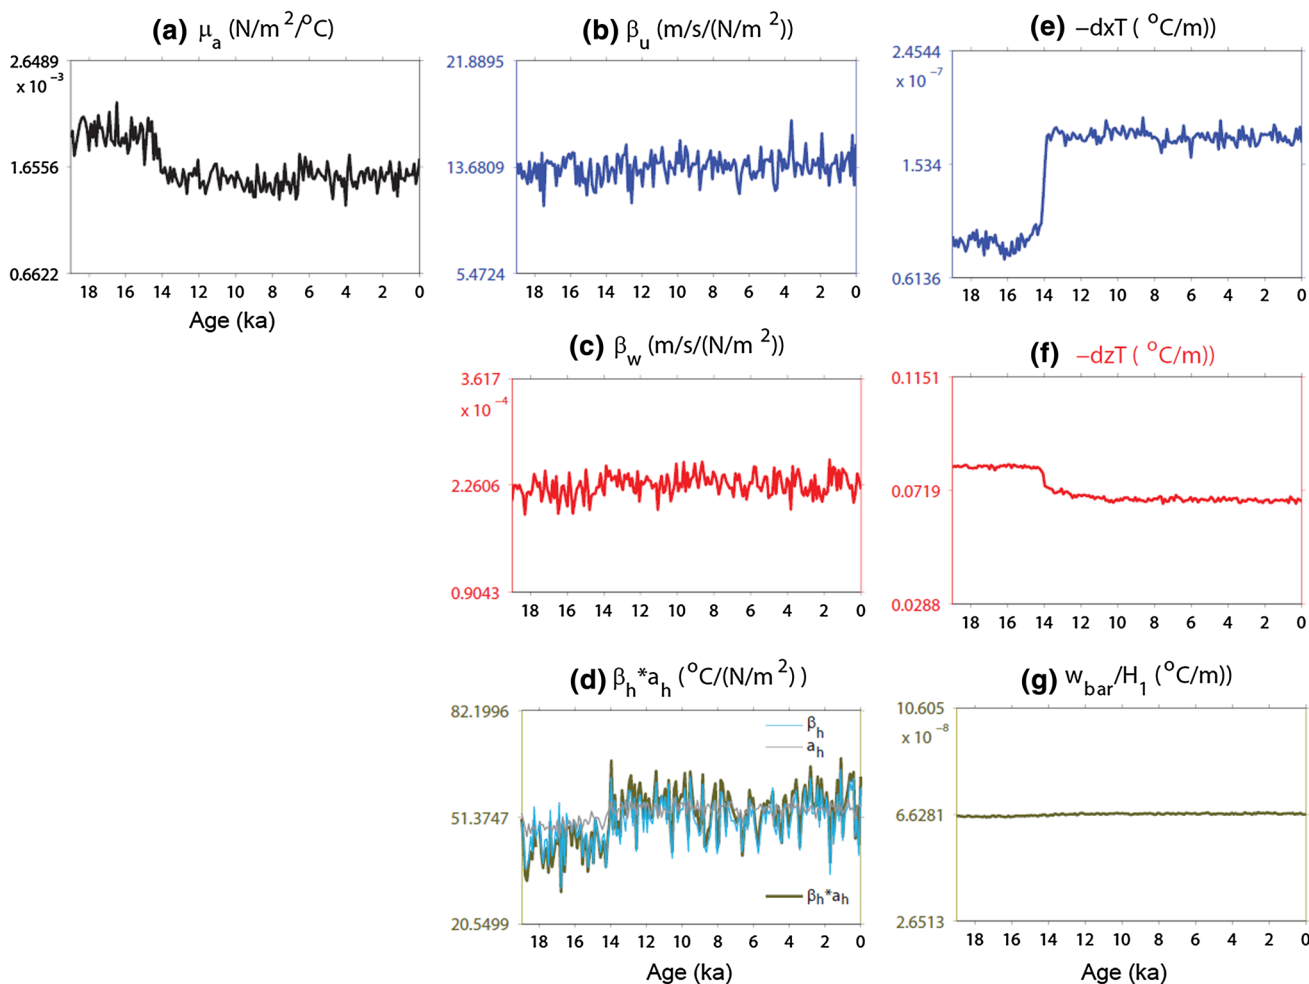 (a) μa (N/m 2/oC)
2.6489
x 10 −3
1.6556
0.6622
18 16 14 12 10 8 6 4 2 0
Age (ka)
(b) βu (m/s/(N/m 2))
21.8895
13.6809
5.4724
18 16 14 12 10 8 6 4 2 0
(e) −dxT ( oC/m))
2.4544
x 10 −7
1.534
0.6136
18 16 14 12 10 8 6 4 2 0
(c) βw (m/s/(N/m 2))
3.617
x 10 −4
2.2606
0.9043
18 16 14 12 10 8 6 4 2 0
(f) −dzT ( oC/m))
0.1151
0.0719
0.0288
18 16 14 12 10 8 6 4 2 0
(d) βh*ah (oC/(N/m2) )
82.1996
51.3747
20.5499
βh
ah
βh*ah
18 16 14 12 10 8 6 4 2 0
Age (ka)
(g) wbar/H1 (oC/m))
10.605
x 10 −8
6.6281
2.6513
18 16 14 12 10 8 6 4 2 0
Age (ka)